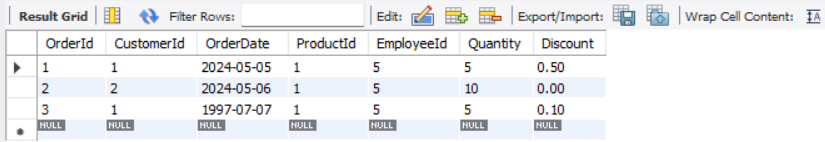 Result Grid Filter Rows: Edit: Export/Import: Wrap Cell Content: IA
OrderId CustomerId OrderDate ProductId EmployeeId Quantity Discount
1 1 2024-05-05 1 5 5 0.50
2 2 2024-05-06 1 5 10 0.00
3 1 1997-07-07 1 5 5 0.10
NULL NULL NULL NULL NULL NULL NULL